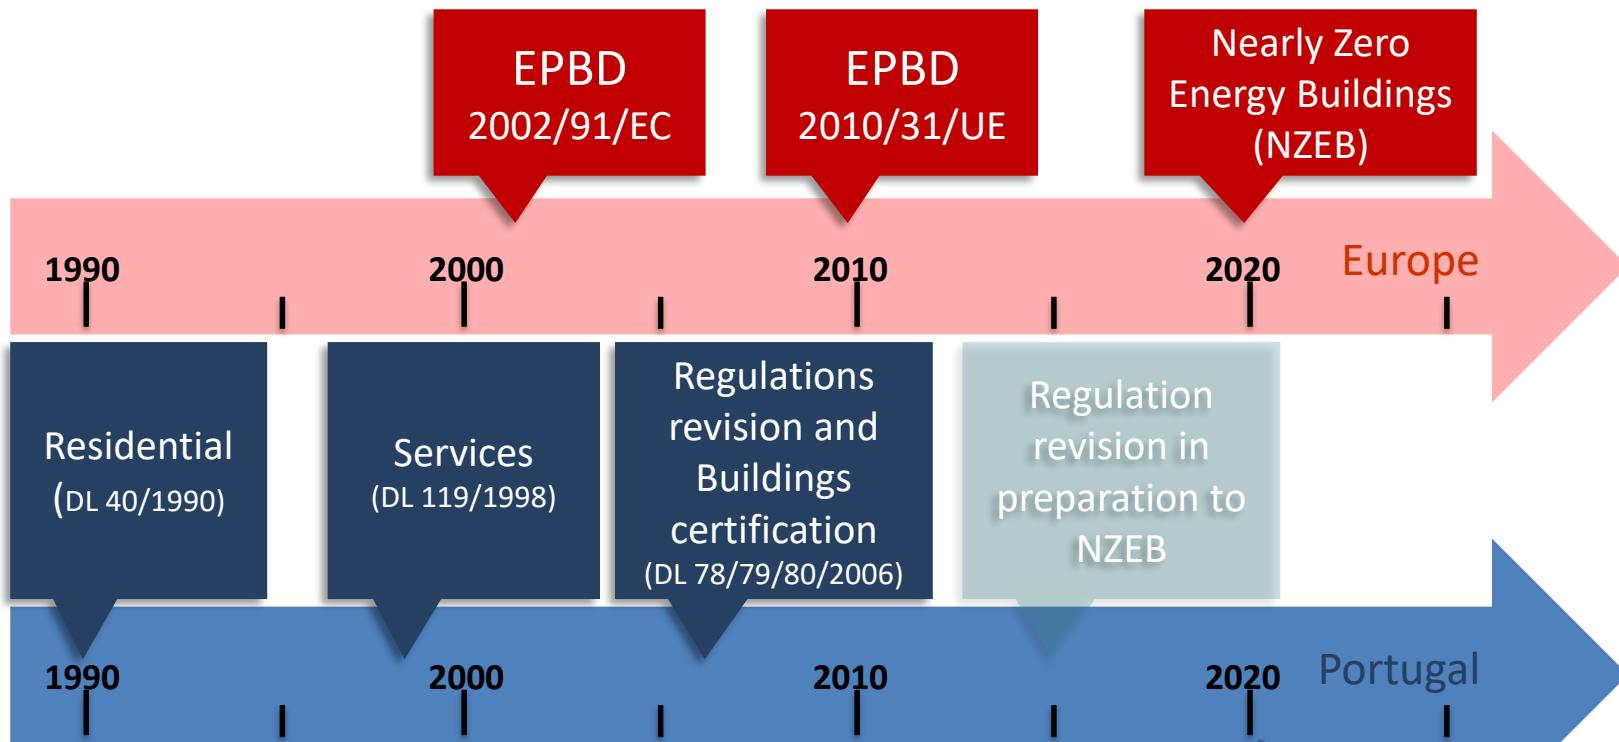 EPBD
2002/91/EC
EPBD
2010/31/UE
Nearly Zero
Energy Buildings
(NZEB)
1990
2000
2010
2020
Europe
Residential
(DL 40/1990)
Services
(DL 119/1998)
Regulations
revision and
Buildings
certification
(DL 78/79/80/2006)
Regulation
revision in
preparation to
NZEB
1990
2000
2010
2020
Portugal